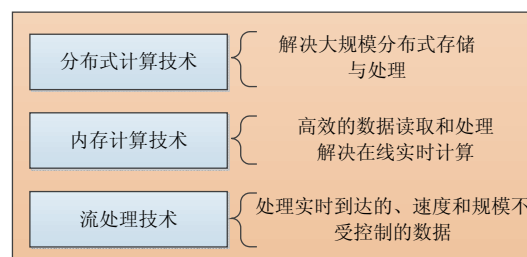 分布式计算技术
解决大规模分布式存储
与处理
内存计算技术
高效的数据读取和处理
解决在线实时计算
流处理技术
处理实时到达的、速度和规模不
受控制的数据